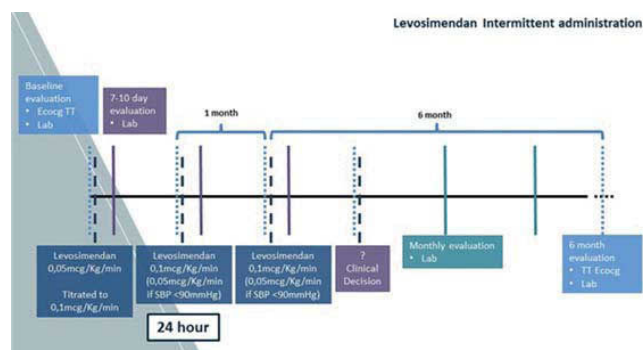 Levosimendan Intermittent administration
Baseline
evaluation
• Ecocg TT
• Lab
7-10 day
evaluation
• Lab
1 month
6 month
Levosimendan
0,05mcg/Kg/min
Titrated to
0,1mcg/Kg/min
Levosimendan
0,1mcg/Kg/min
(0,05mcg/Kg/min
if SBP <90mmHg)
Levosimendan
0,1mcg/Kg/min
(0,05mcg/Kg/min
if SBP <90mmHg)
?
Clinical
Decision
Monthly evaluation
• Lab
6 month
evaluation
• TT Ecocg
• Lab
24 hour